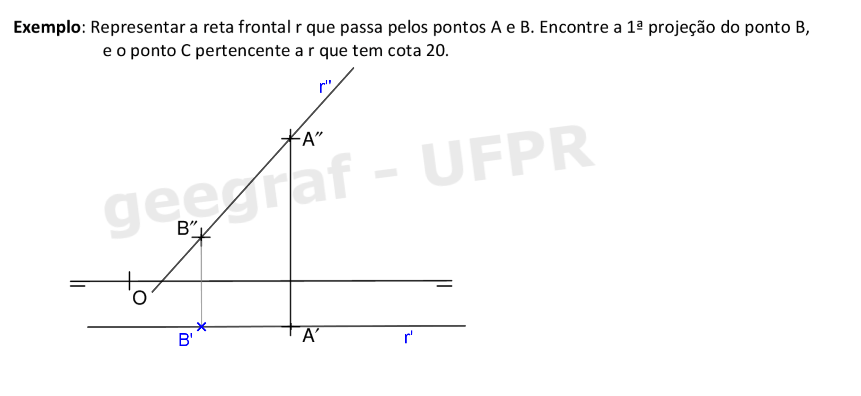 Exemplo: Representar a reta frontal r que passa pelos pontos A e B. Encontre a 1ª projeção do ponto B,
e o ponto C pertencente a r que tem cota 20.
r''
A″
geegraf - UFPR
B″
O
B'
A′
r'